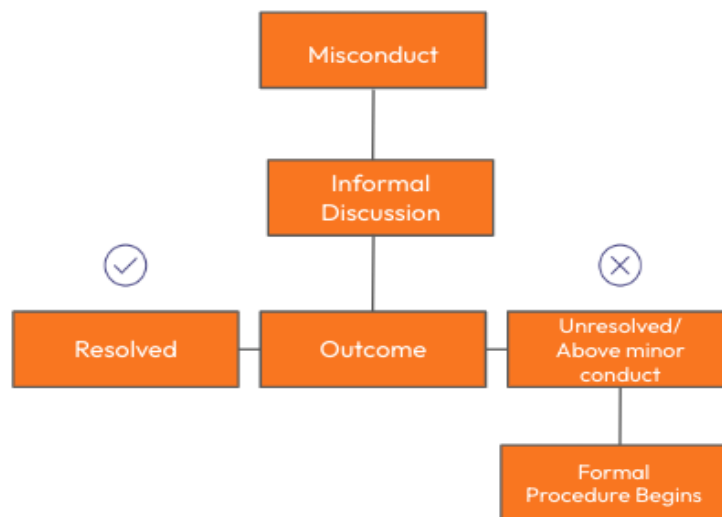 Misconduct
Informal
Discussion
Resolved
Outcome
Unresolved/
Above minor
conduct
Formal
Procedure Begins